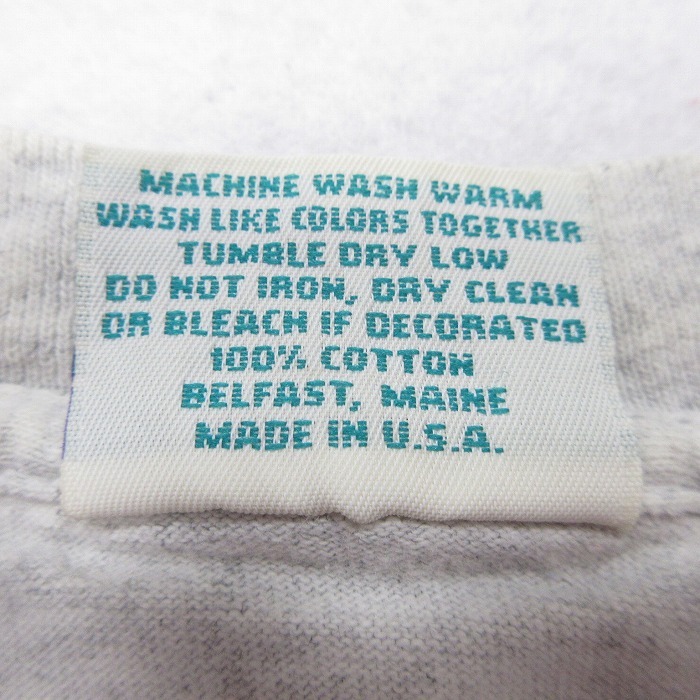 MACHINE WASH WARM
WASH LIKE COLORS TOGETHER
TUMBLE DRY LOW
DO NOT IRON, DRY CLEAN
OR BLEACH IF DECORATED
100% COTTON
BELFAST, MAINE
MADE IN U.S.A.